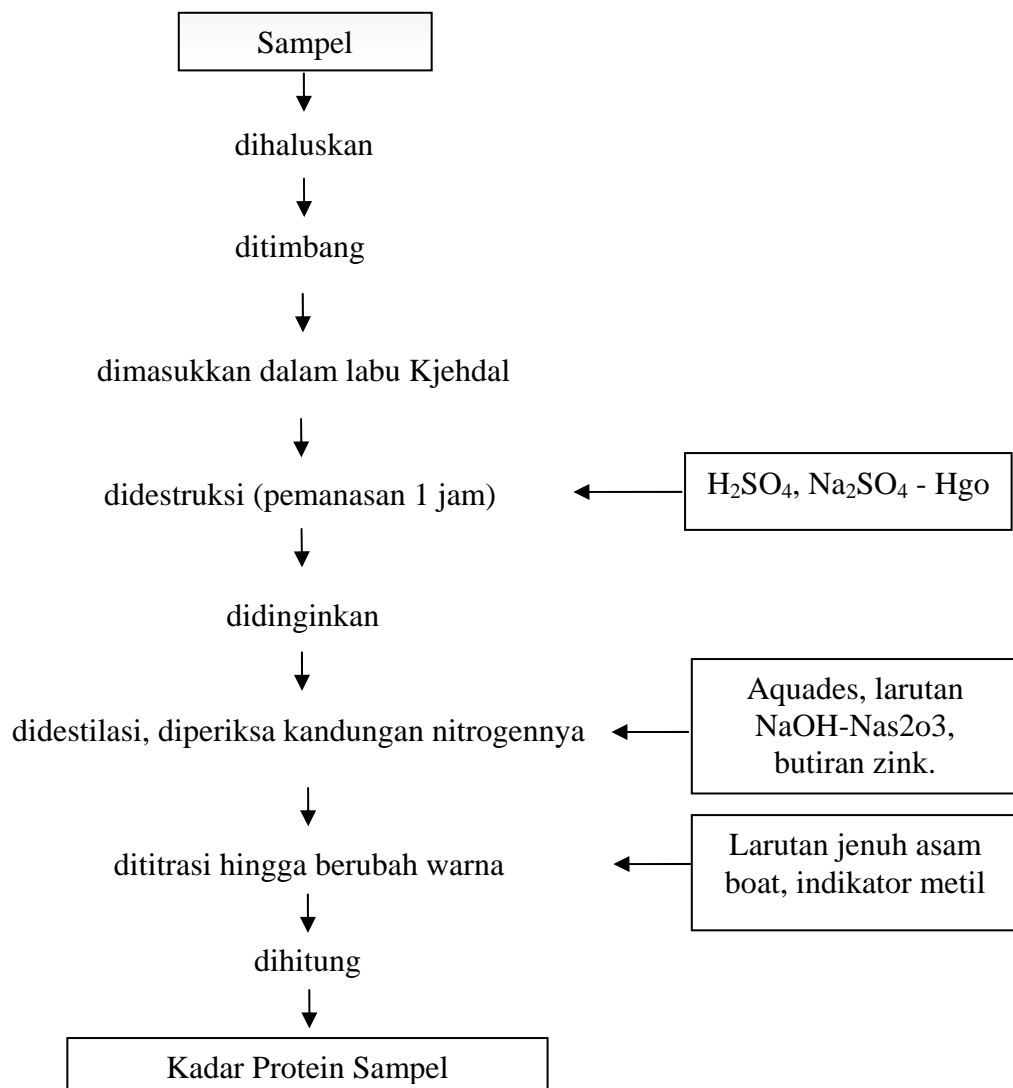 Sampel
dihaluskan
ditimbang
dimasukkan dalam labu Kjehdal
didestruksi (pemanasan 1 jam)
H₂SO₄, Na₂SO₄ - Hgo
didinginkan
didestilasi, diperiksa kandungan nitrogennya
Aquades, larutan
NaOH-Nas2o3,
butiran zink.
dititrasi hingga berubah warna
Larutan jenuh asam
boat, indikator metil
dihitung
Kadar Protein Sampel